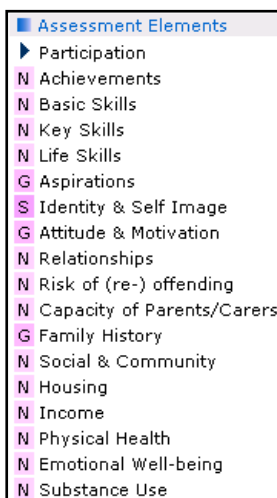 Assessment Elements
Participation
N Achievements
N Basic Skills
N Key Skills
N Life Skills
G Aspirations
S Identity & Self Image
G Attitude & Motivation
N Relationships
N Risk of (re-) offending
N Capacity of Parents/Carers
G Family History
N Social & Community
N Housing
N Income
N Physical Health
N Emotional Well-being
N Substance Use